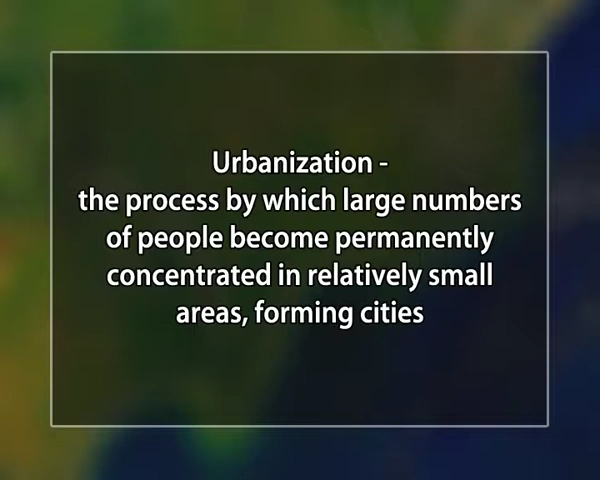 Urbanization -
the process by which large numbers
of people become permanently
concentrated in relatively small
areas, forming cities